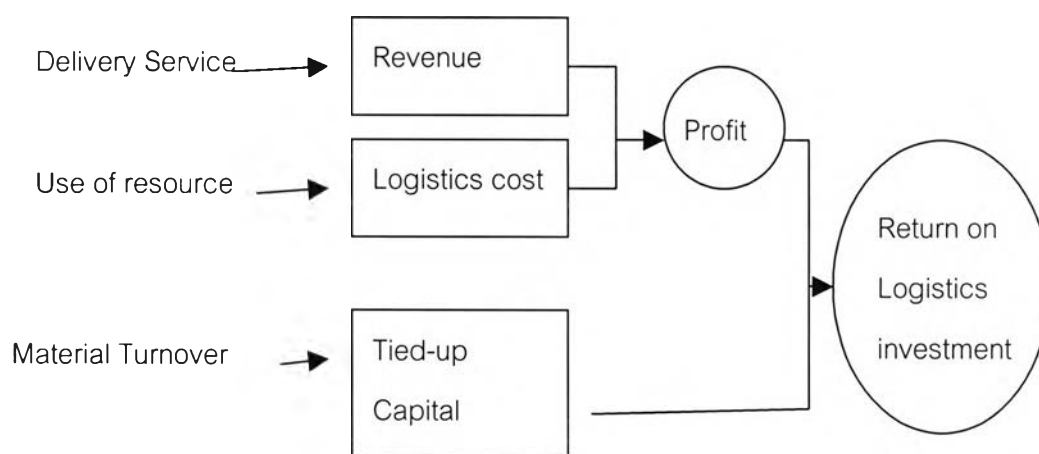 Delivery Service
Revenue
Profit
Use of resource
Logistics cost
Return on
Logistics
investment
Material Turnover
Tied-up
Capital